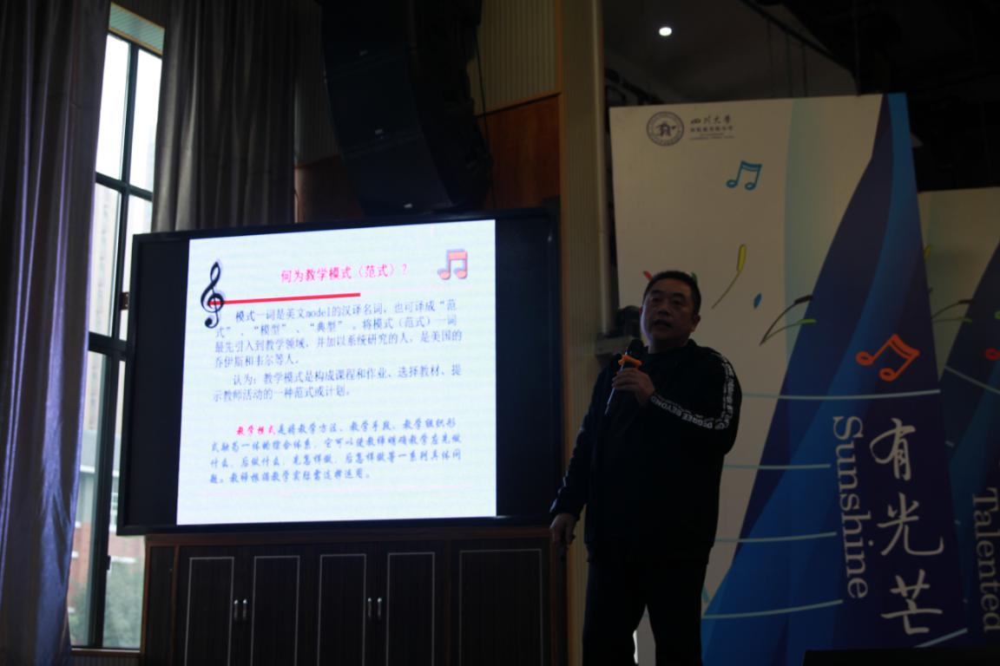 何为教学模式（范式）？
模式一词是英文model的汉译名词，也可译成“范
式”、“模型”、“典型”。将模式（范式）一词
最先引入到教学领域，并加以系统研究的人，是美国的
乔伊斯和韦尔等人。
认为：教学模式是构成课程和作业、选择教材、提
示教师活动的一种范式或计划。
教学模式是将教学方法、教学手段、教学组织形
式融为一体的综合体系，它可以使教师明确教学应先做
什么，后做什么，先怎样做，后怎样做等一系列具体问
题。教师根据教学实际需选择运用。
四川大学
DEGREE BEYOND
有光芒
Sunshine
Talented